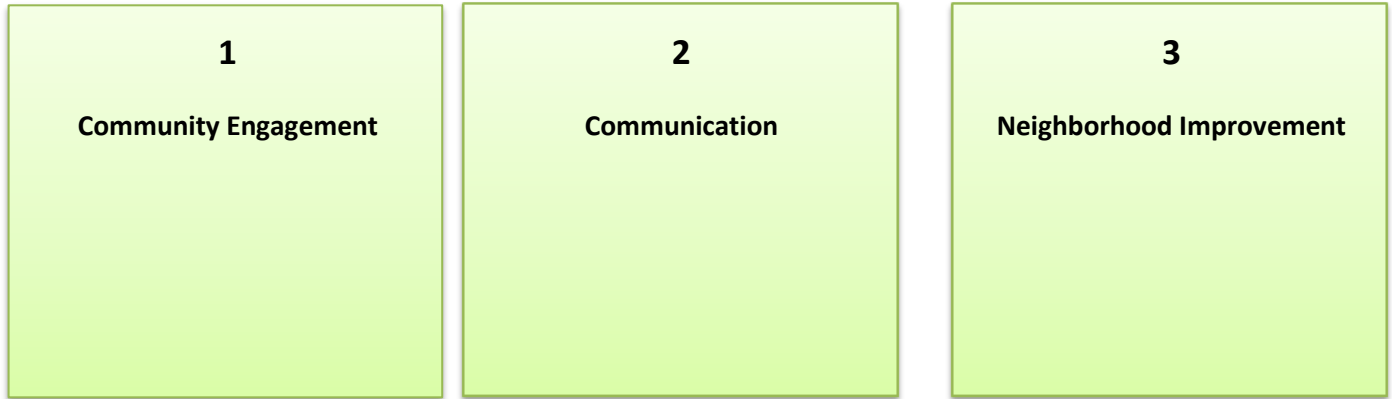 1
Community Engagement
2
Communication
3
Neighborhood Improvement